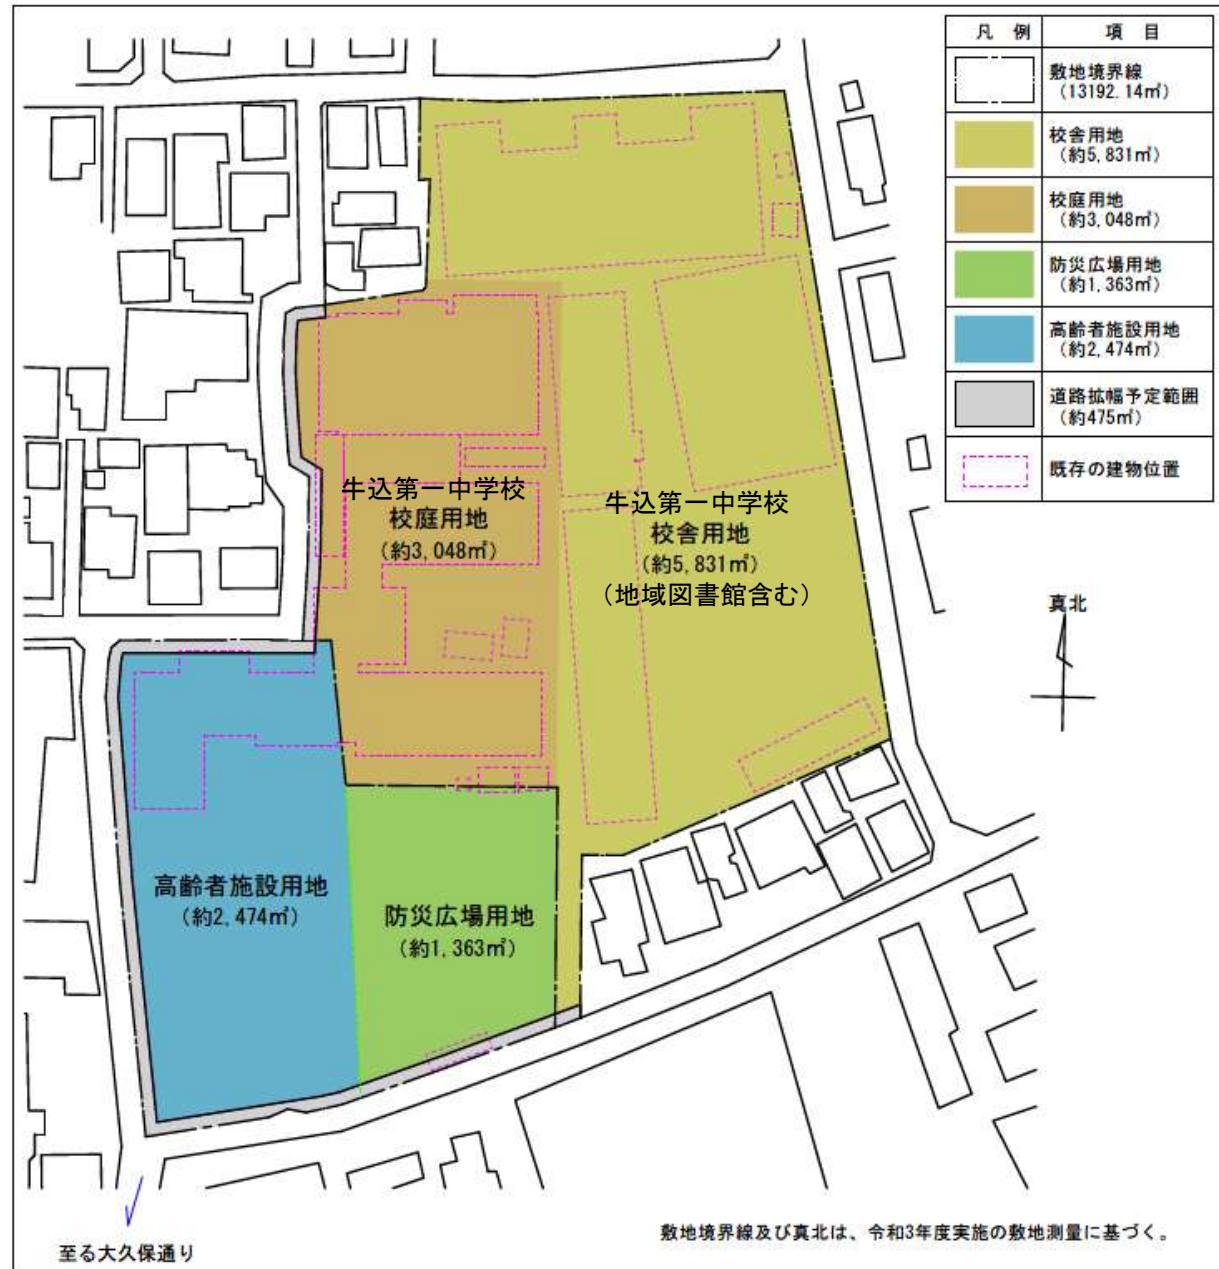 凡 例
項 目
敷地境界線
(13192.14㎡)
校舎用地
(約5,831㎡)
校庭用地
(約3,048㎡)
防災広場用地
(約1,363㎡)
高齢者施設用地
(約2,474㎡)
道路拡幅予定範囲
(約475㎡)
既存の建物位置
牛込第一中学校
校庭用地
(約3,048㎡)
牛込第一中学校
校舎用地
(約5,831㎡)
(地域図書館含む)
真北
高齢者施設用地
(約2,474㎡)
防災広場用地
(約1,363㎡)
敷地境界線及び真北は、令和3年度実施の敷地測量に基づく。
至る大久保通り